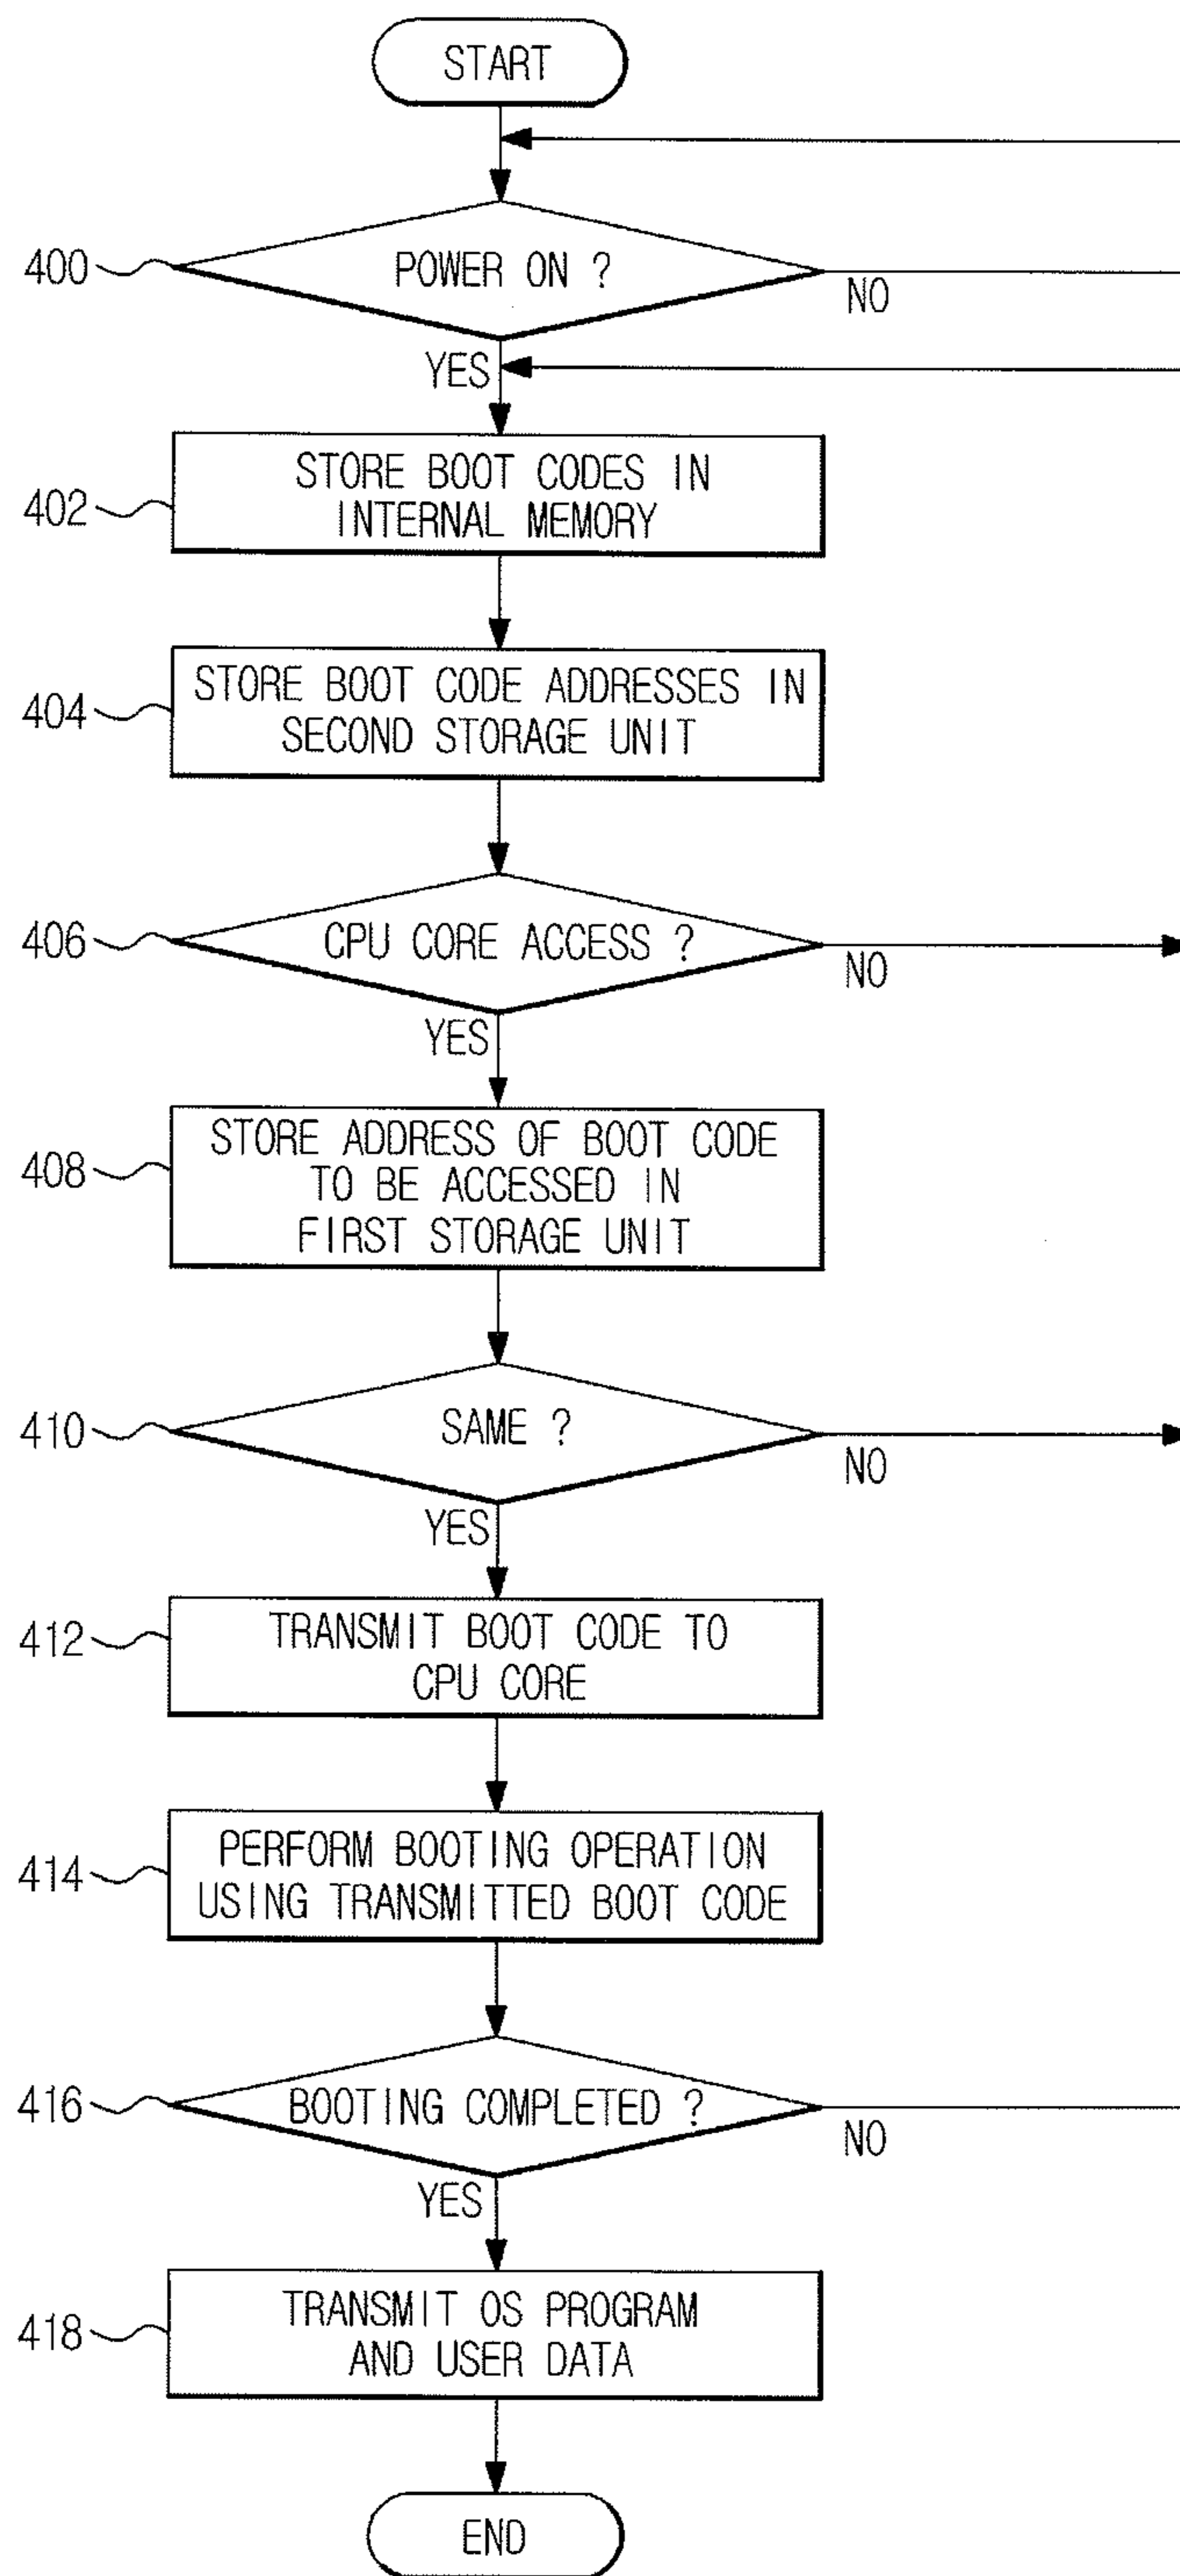 START
400
POWER ON ?
NO
YES
402
STORE BOOT CODES IN
INTERNAL MEMORY
404
STORE BOOT CODE ADDRESSES IN
SECOND STORAGE UNIT
406
CPU CORE ACCESS ?
NO
YES
408
STORE ADDRESS OF BOOT CODE
TO BE ACCESSED IN
FIRST STORAGE UNIT
410
SAME ?
NO
YES
412
TRANSMIT BOOT CODE TO
CPU CORE
414
PERFORM BOOTING OPERATION
USING TRANSMITTED BOOT CODE
416
BOOTING COMPLETED ?
NO
YES
418
TRANSMIT OS PROGRAM
AND USER DATA
END